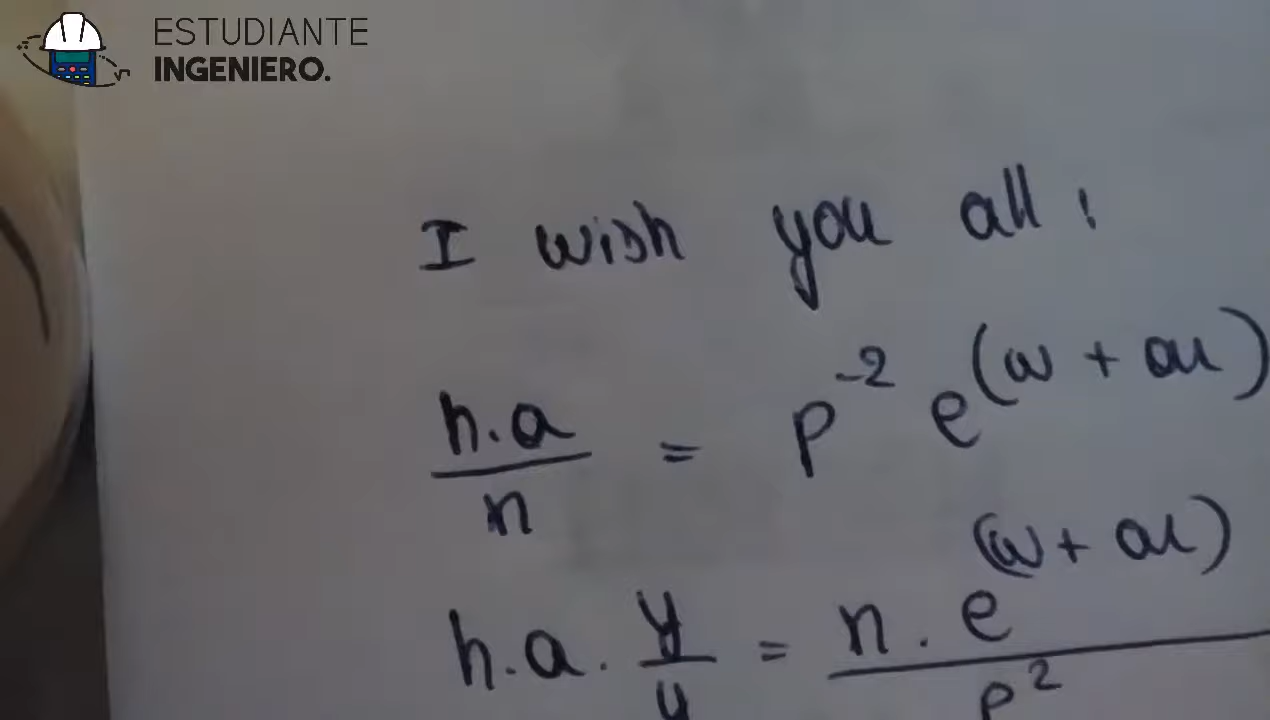 ESTUDIANTE
INGENIERO.
I wish you all:
h.a/n = p^-2 e^(w + au)
h.a. y/y = n . e^(w + au)/p^2